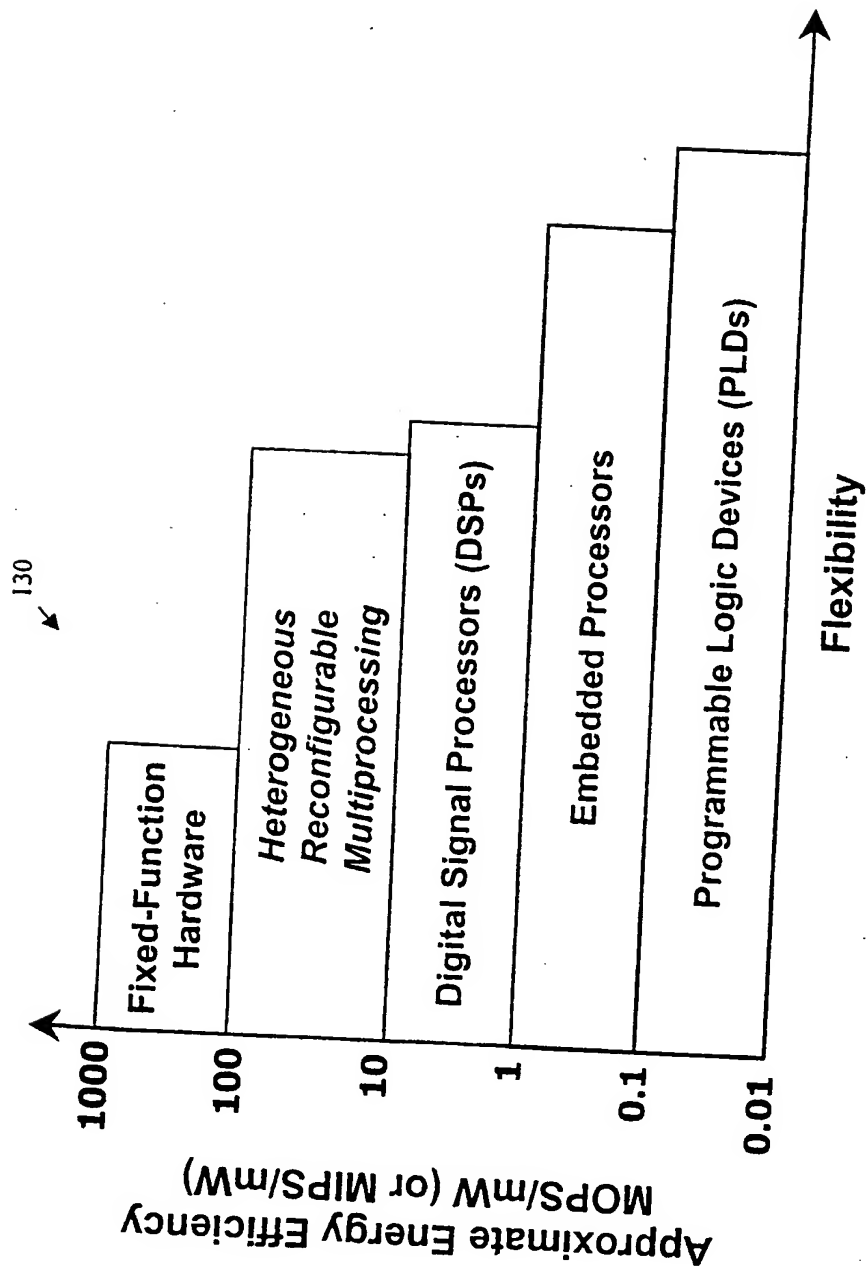 130
Approximate Energy Efficiency
MOPS/mW (or MIPS/mW)
1000
100
10
1
0.1
0.01
Fixed-Function
Hardware
Heterogeneous
Reconfigurable
Multiprocessing
Digital Signal Processors (DSPs)
Embedded Processors
Programmable Logic Devices (PLDs)
Flexibility